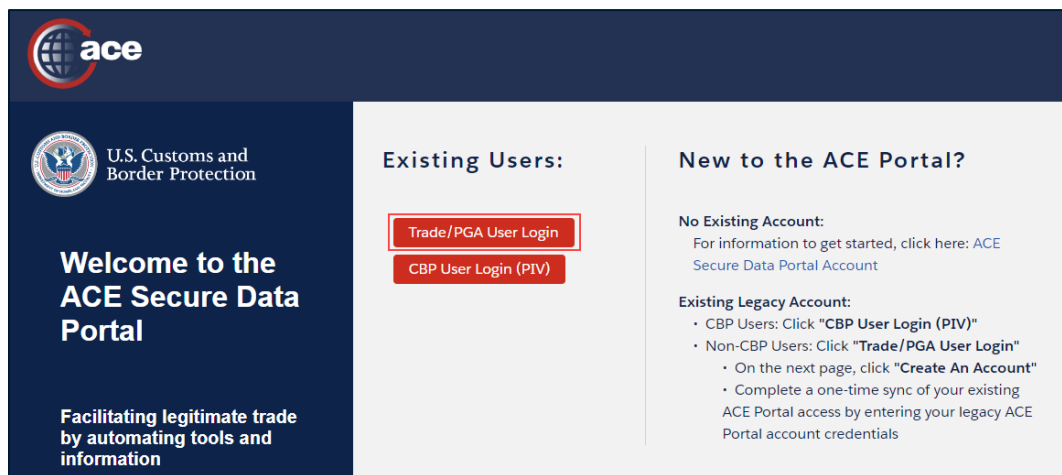 ace
U.S. Customs and
Border Protection
Welcome to the
ACE Secure Data
Portal
Facilitating legitimate trade
by automating tools and
information
Existing Users:
Trade/PGA User Login
CBP User Login (PIV)
New to the ACE Portal?
No Existing Account:
For information to get started, click here: ACE
Secure Data Portal Account
Existing Legacy Account:
• CBP Users: Click "CBP User Login (PIV)"
• Non-CBP Users: Click "Trade/PGA User Login"
• On the next page, click "Create An Account"
• Complete a one-time sync of your existing
ACE Portal access by entering your legacy ACE
Portal account credentials